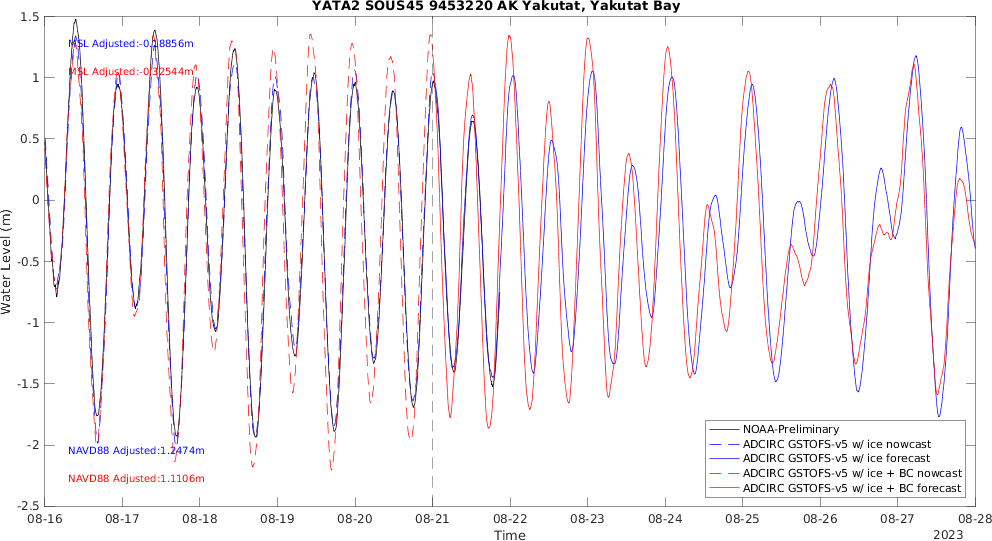 YATA2 SOUS45 9453220 AK Yakutat, Yakutat Bay
1.5
MSL Adjusted:-0.18856m
MSL Adjusted:-0.32544m
1
0.5
0
-0.5
-1
-1.5
-2
-2.5
Water Level (m)
NAVD88 Adjusted:1.2474m
NAVD88 Adjusted:1.1106m
NOAA-Preliminary
ADCIRC GSTOFS-v5 w/ ice nowcast
ADCIRC GSTOFS-v5 w/ ice forecast
ADCIRC GSTOFS-v5 w/ ice + BC nowcast
ADCIRC GSTOFS-v5 w/ ice + BC forecast
08-16 08-17 08-18 08-19 08-20 08-21 08-22 08-23 08-24 08-25 08-26 08-27 08-28
Time
2023